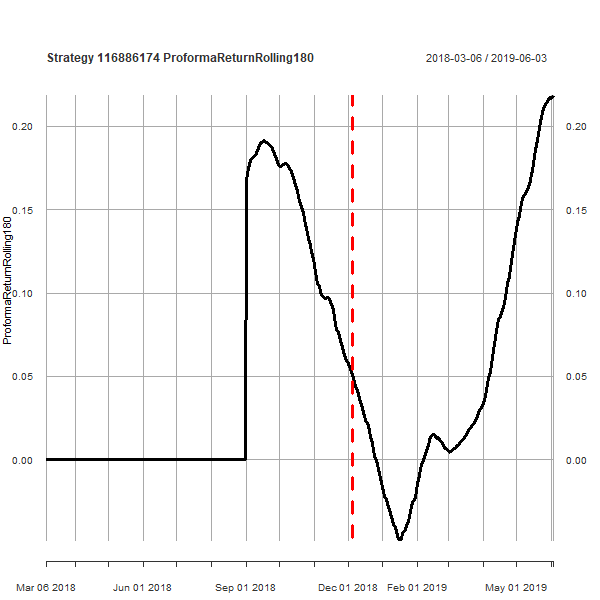 Strategy 116886174 ProformaReturnRolling180 2018-03-06 / 2019-06-03
ProformaReturnRolling180
0.20 0.20
0.15 0.15
0.10 0.10
0.05 0.05
0.00 0.00
Mar 06 2018 Jun 01 2018 Sep 01 2018 Dec 01 2018 Feb 01 2019 May 01 2019